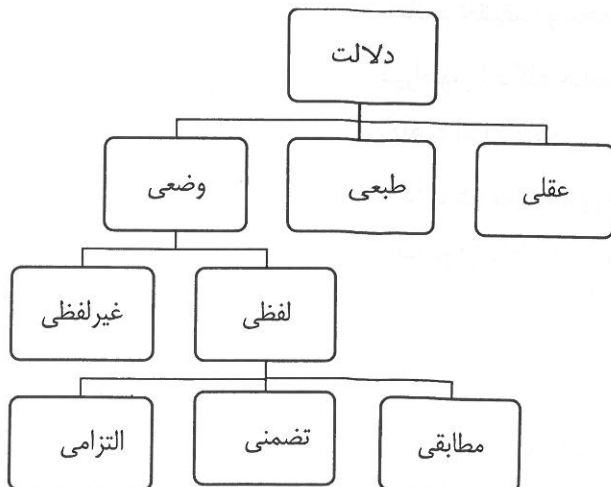 دلالت
عقلی
طبعی
وضعی
لفظی
غیرلفظی
مطابقی
تضمنی
التزامی